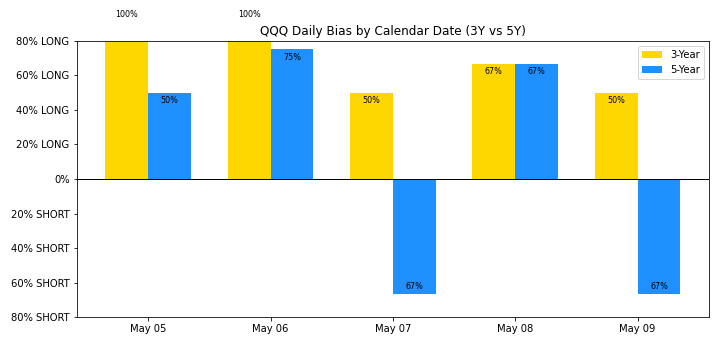 100%
100%
QQQ Daily Bias by Calendar Date (3Y vs 5Y)
80% LONG
60% LONG
40% LONG
20% LONG
0%
20% SHORT
40% SHORT
60% SHORT
80% SHORT
3-Year
5-Year
50%
75%
50%
67%
67%
67%
50%
67%
May 05
May 06
May 07
May 08
May 09